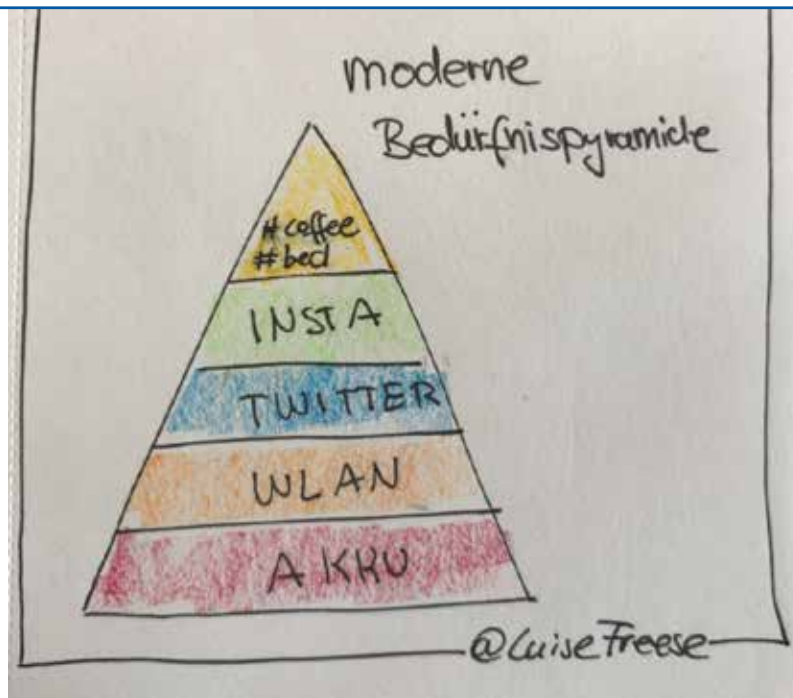 moderne
Bedürfnispyramide
#coffee
#bed
INSTA
TWITTER
WLAN
AKKU
@LuiseFreese